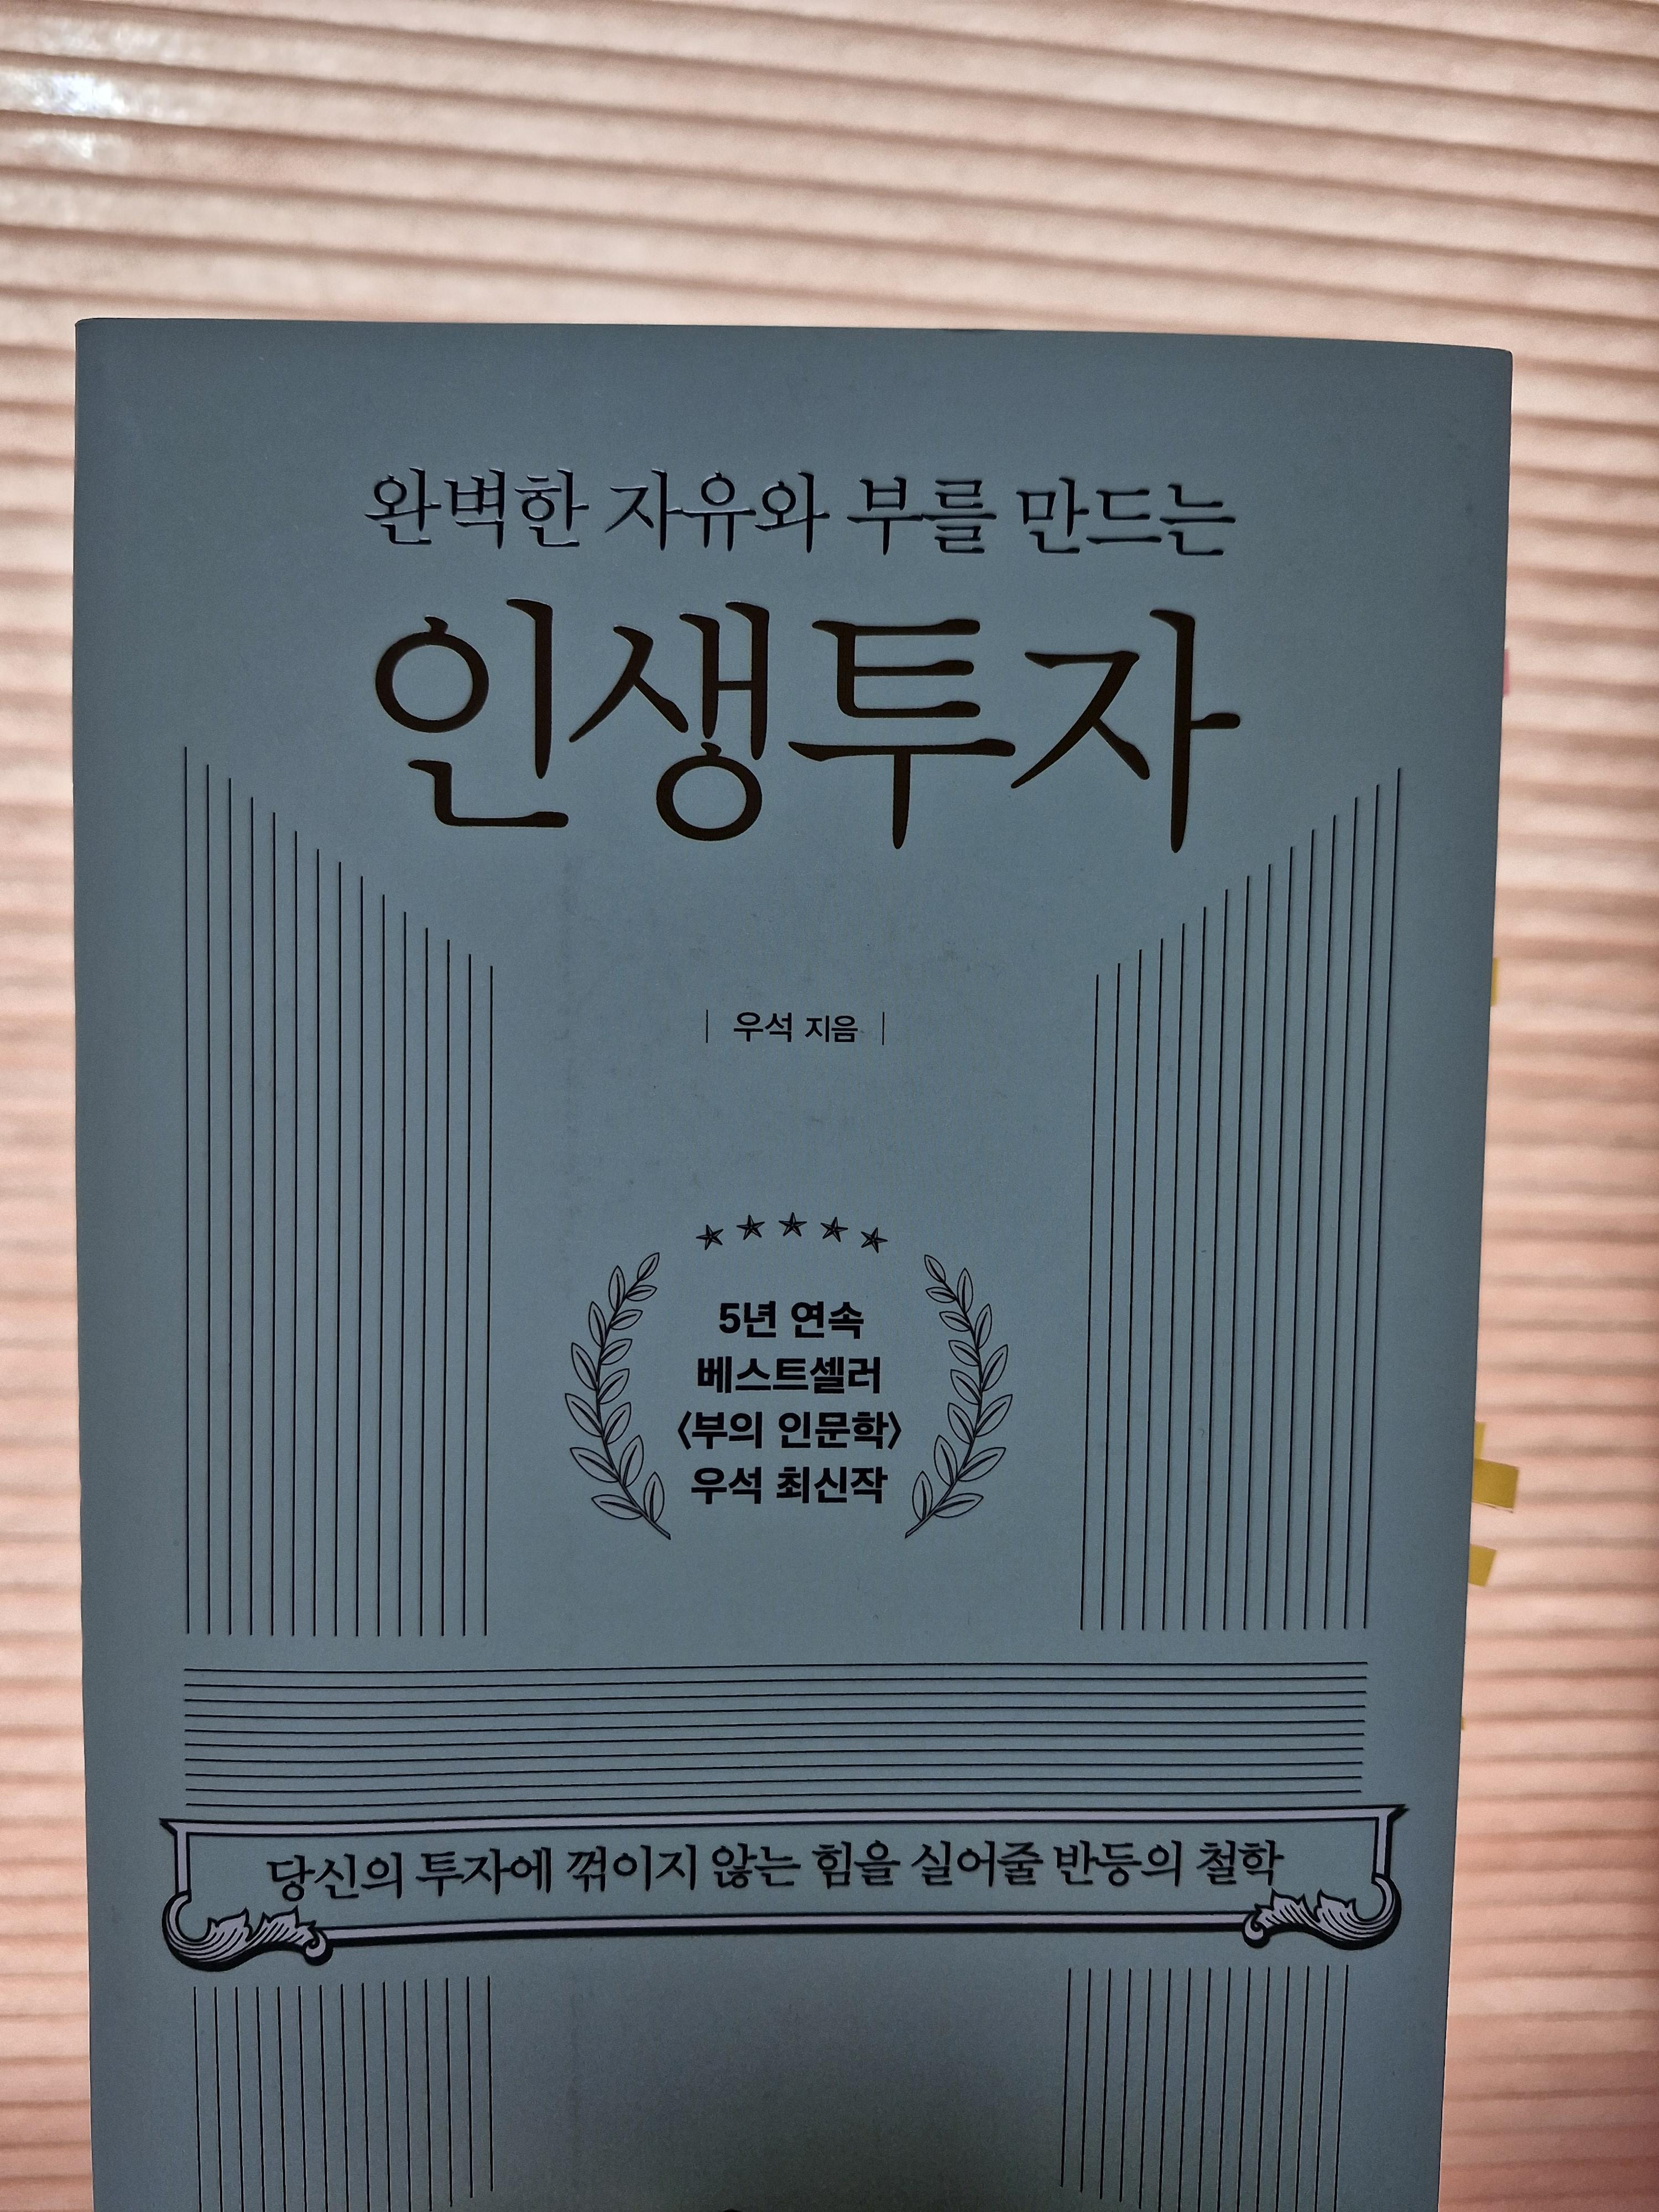 완벽한 자유와 부를 만드는
인생투자
| 우석 지음 |
5년 연속
베스트셀러
〈부의 인문학〉
우석 최신작
당신의 투자에 꺾이지 않는 힘을 실어줄 반등의 철학